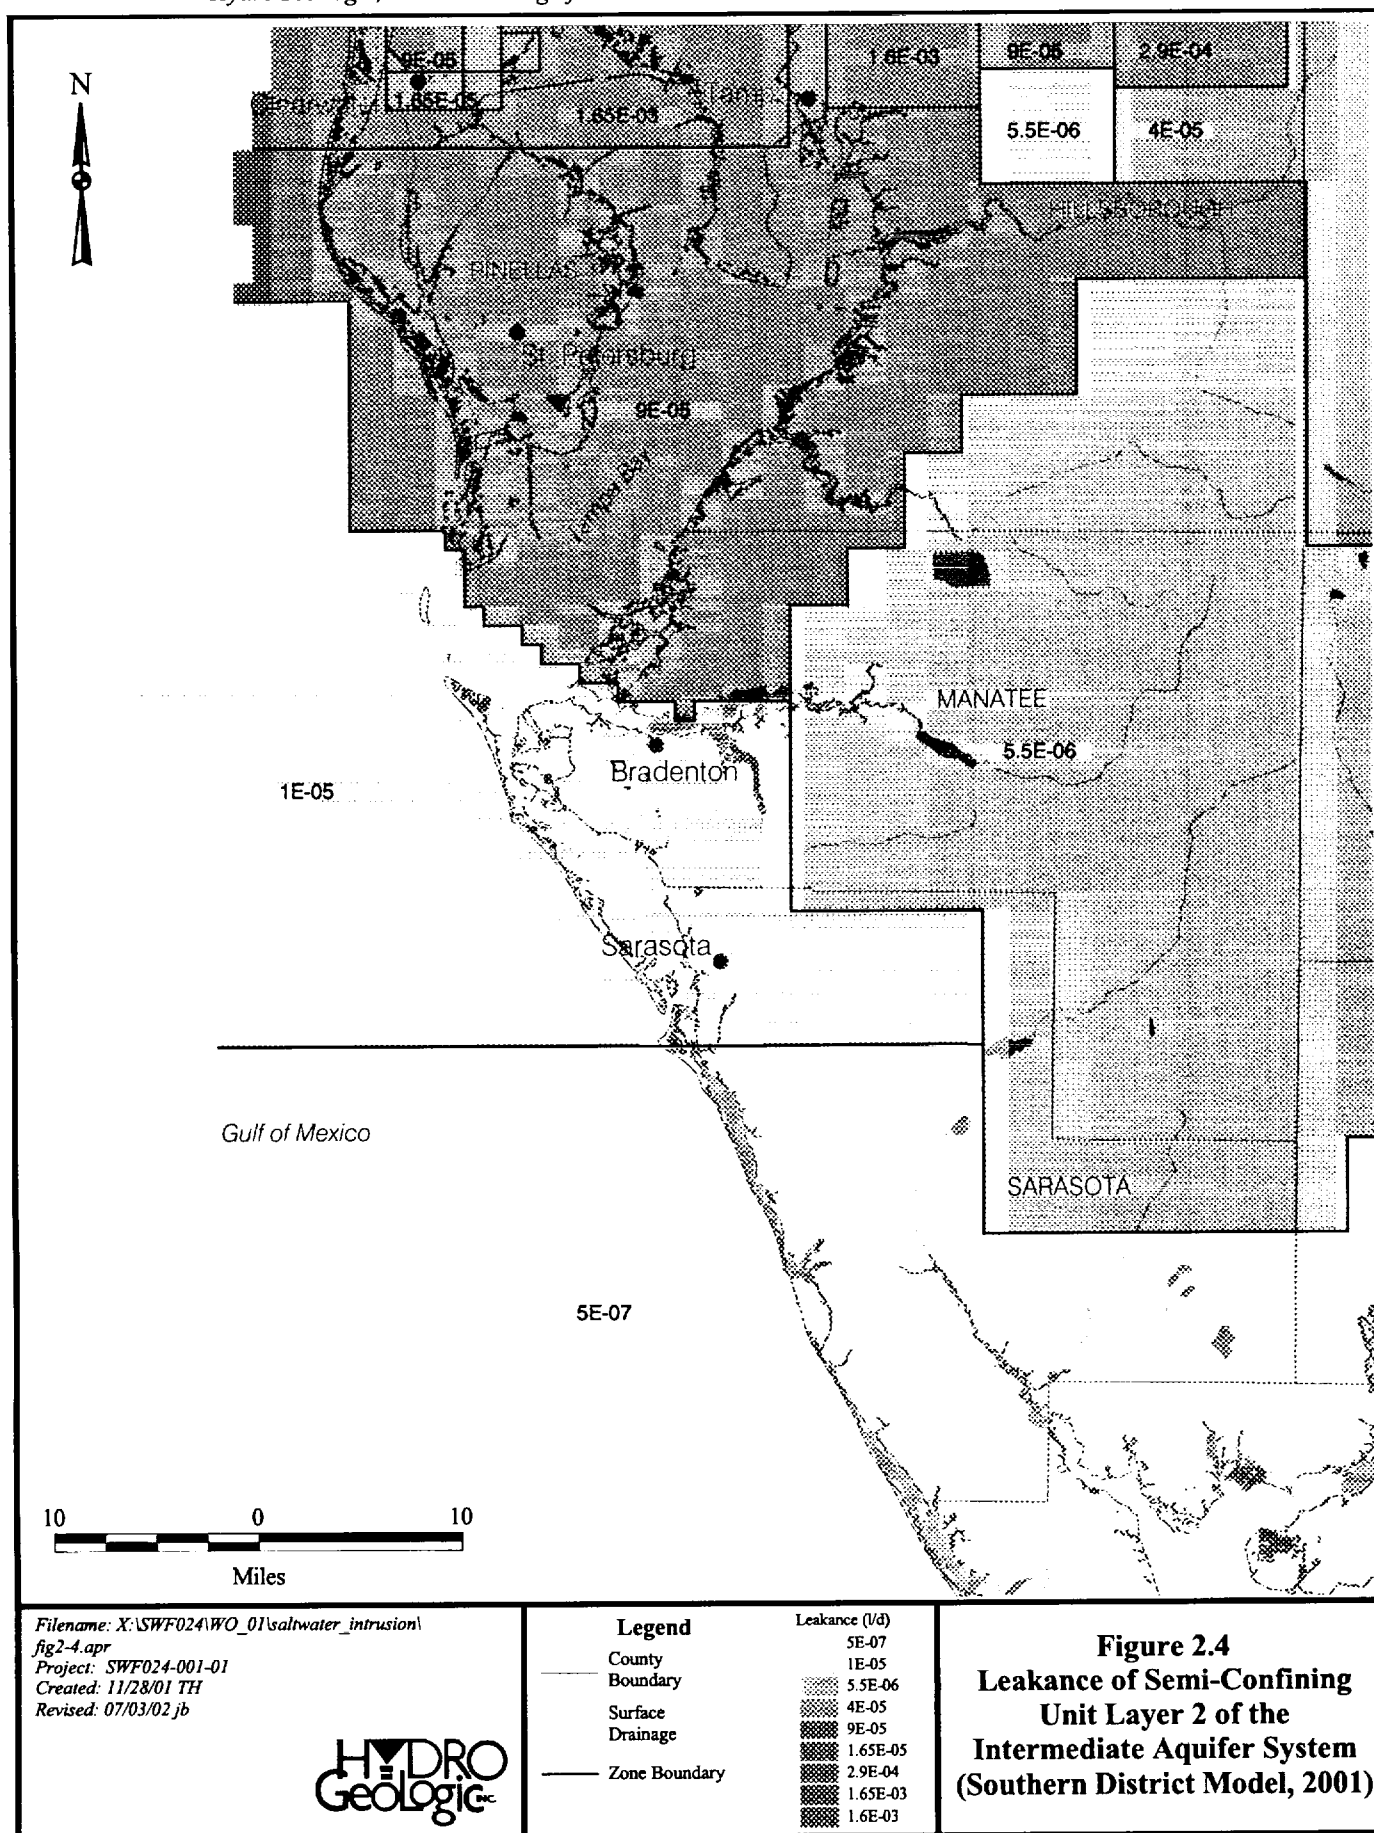 N
9E-05
1.65E-05
1.65E-03
1.6E-03
9E-05
2.9E-04
5.5E-06
4E-05
HILLSBOROUGH
PINELLAS
St. Petersburg
9E-05
Tampa Bay
MANATEE
5.5E-06
Bradenton
1E-05
Sarasota
Gulf of Mexico
SARASOTA
5E-07
10 0 10
Miles
Filename: X:\SWF024\WO_01\saltwater_intrusion\
fig2-4.apr
Project: SWF024-001-01
Created: 11/28/01 TH
Revised: 07/03/02 jb
HYDRO
GeoLogic INC.
Legend
County
Boundary
Surface
Drainage
Zone Boundary
Leakance (l/d)
5E-07
1E-05
5.5E-06
4E-05
9E-05
1.65E-05
2.9E-04
1.65E-03
1.6E-03
Figure 2.4
Leakance of Semi-Confining
Unit Layer 2 of the
Intermediate Aquifer System
(Southern District Model, 2001)